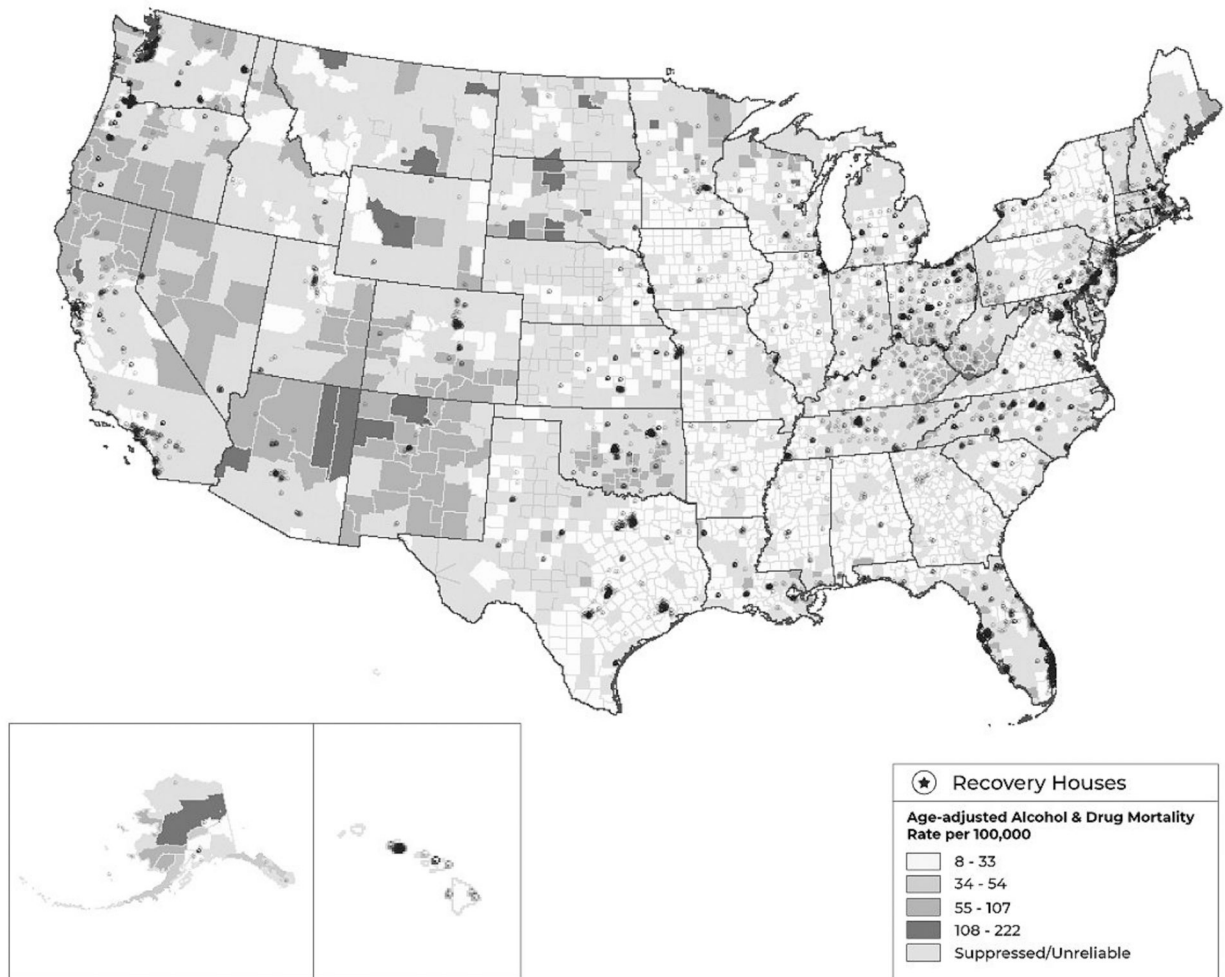 Recovery Houses
Age-adjusted Alcohol & Drug Mortality
Rate per 100,000
8 - 33
34 - 54
55 - 107
108 - 222
Suppressed/Unreliable